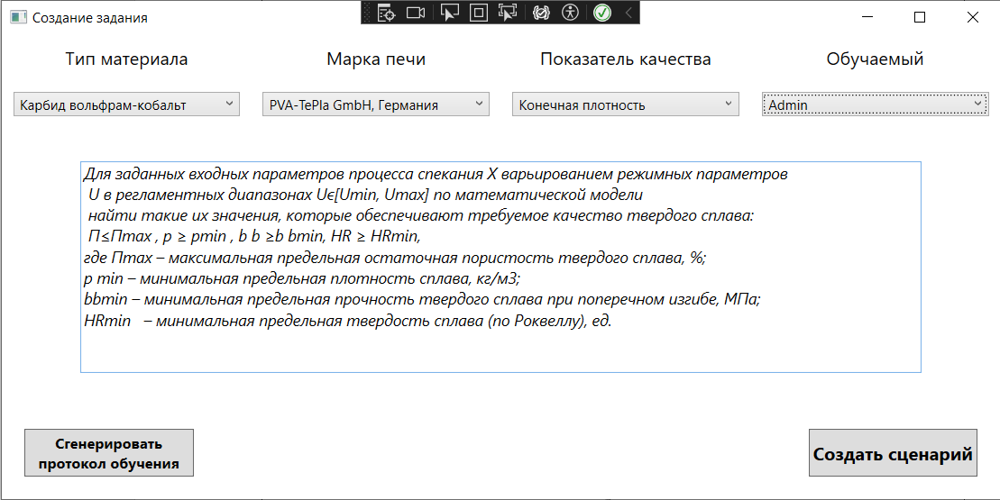 Создание задания
Тип материала
Марка печи
Показатель качества
Обучаемый
Карбид вольфрам-кобальт
PVA-TePla GmbH, Германия
Конечная плотность
Admin
Для заданных входных параметров процесса спекания X варьированием режимных параметров
U в регламентных диапазонах Uϵ[Umin, Umax] по математической модели
найти такие их значения, которые обеспечивают требуемое качество твердого сплава:
П≤Пmax , p ≥ pmin , b b ≥b bmin, HR ≥ HRmin,
где Пmax – максимальная предельная остаточная пористость твердого сплава, %;
p min – минимальная предельная плотность сплава, кг/м3;
bbmin – минимальная предельная прочность твердого сплава при поперечном изгибе, МПа;
HRmin – минимальная предельная твердость сплава (по Роквеллу), ед.
Сгенерировать
протокол обучения
Создать сценарий